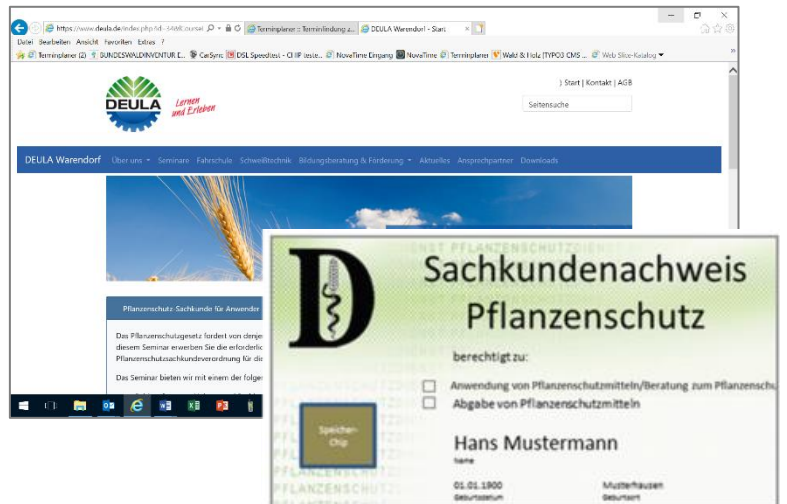 https://www.deula.de/index.php?id=
Terminplaner :: Terminfindung z...
DEULA Warendorf - Start
Datei Bearbeiten Ansicht Favoriten Extras ?
Terminplaner (2)
BUNDESWALDINVENTUR E...
CarSync
DSL Speedtest - CHIP teste...
NovaTime Eingang
NovaTime
Terminplaner
Wald & Holz [TYPO3 CMS ...
Web Slice-Katalog
DEULA
Lernen
und Erleben
Start | Kontakt | AGB
Seitensuche
DEULA Warendorf Über uns Seminare Fahrschule Schweißtechnik Bildungsberatung & Förderung Aktuelles Ansprechpartner Downloads
Pflanzenschutz-Sachkunde für Anwender
Das Pflanzenschutzgesetz fordert von
diesem Seminar erwerben Sie die
Pflanzenschutzsachkundeverordnung für die
Das Seminar bieten wir mit einem der
D
Sachkundenachweis
Pflanzenschutz
berechtigt zu:
Anwendung von Pflanzenschutzmitteln/Beratung zum
Abgabe von Pflanzenschutzmitteln
Speicher-
Chip
Hans Mustermann
Name
01.01.1900 Musterhausen
Geburtsdatum Geburtsort